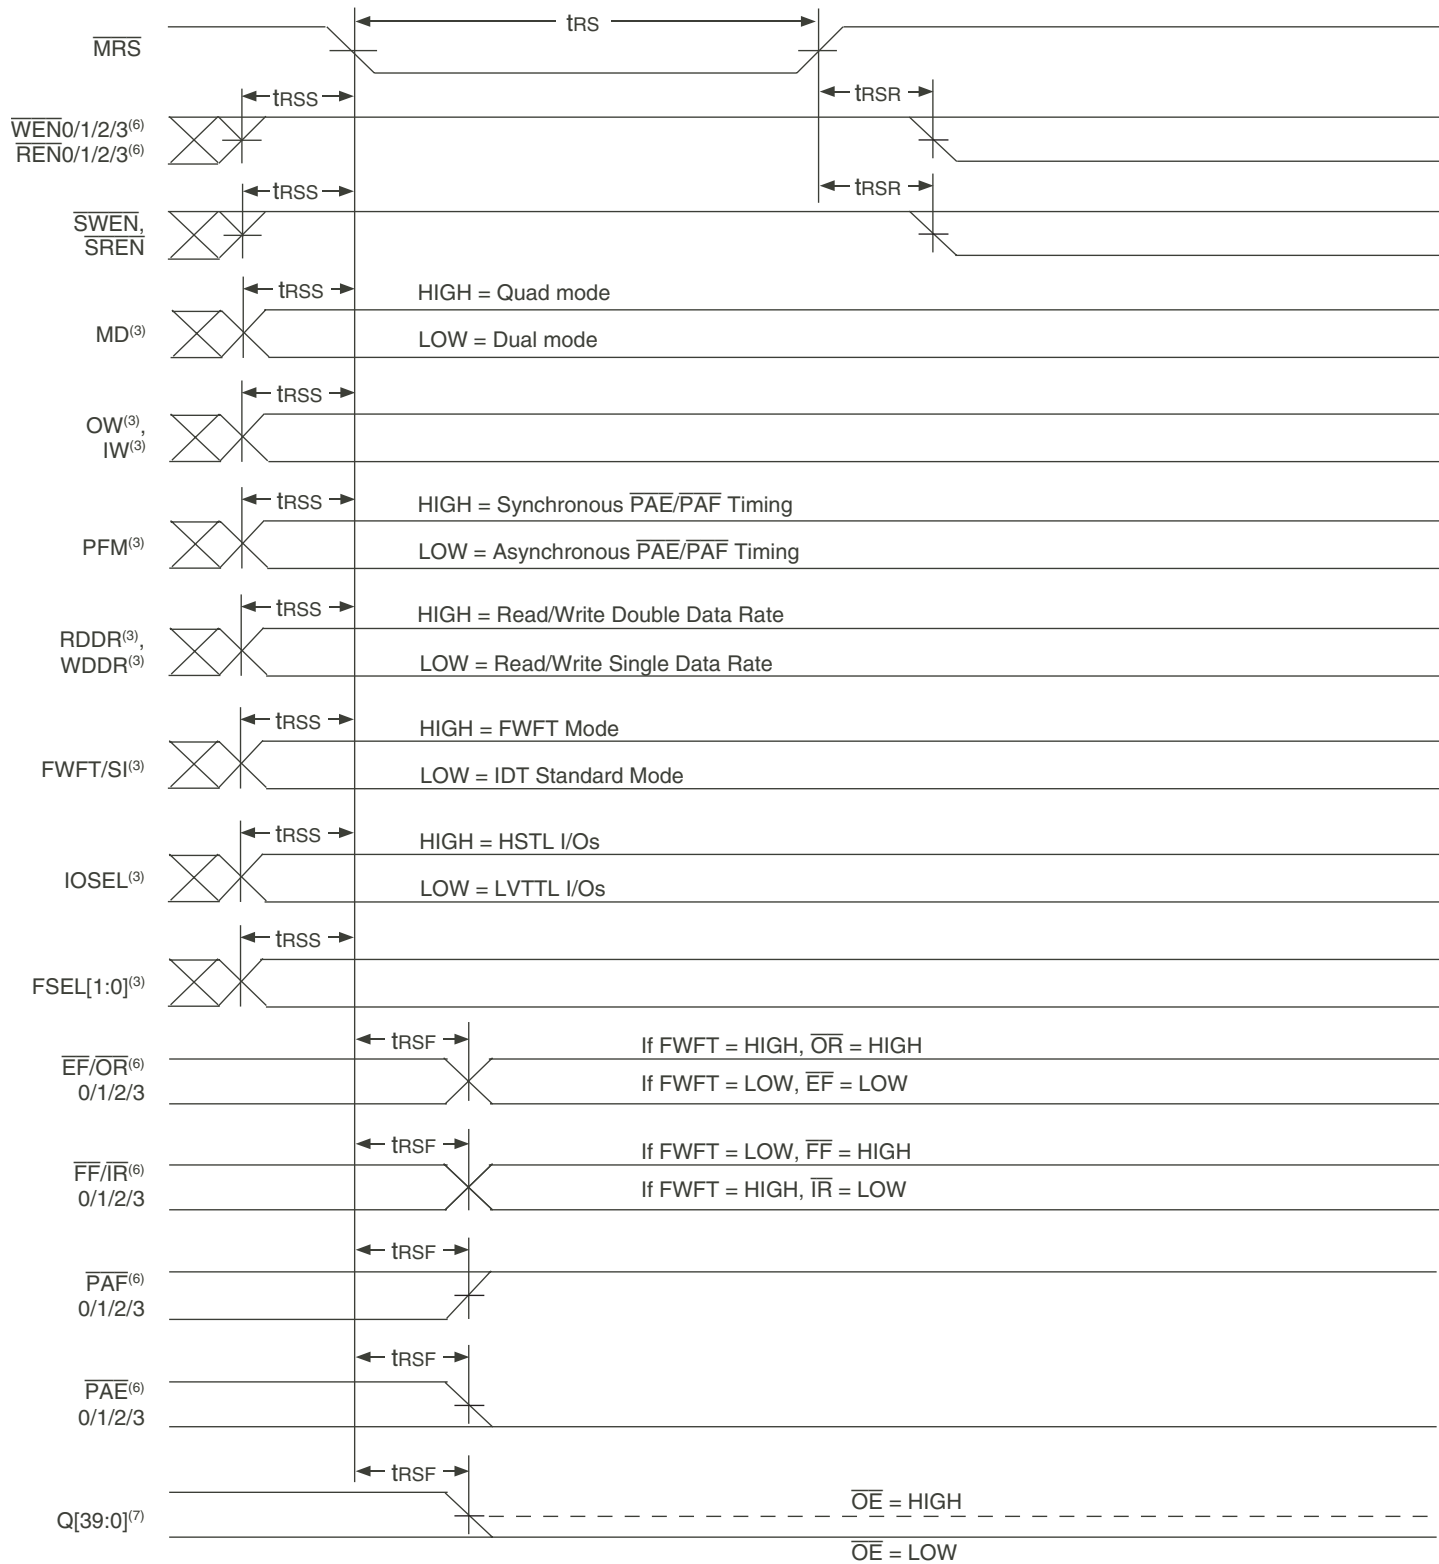 tRS
MRS
tRSS
tRSR
WEN0/1/2/3(6)
REN0/1/2/3(6)
tRSS
tRSR
SWEN,
SREN
tRSS
HIGH = Quad mode
MD(3)
LOW = Dual mode
tRSS
OW(3),
IW(3)
tRSS
HIGH = Synchronous PAE/PAF Timing
PFM(3)
LOW = Asynchronous PAE/PAF Timing
tRSS
HIGH = Read/Write Double Data Rate
RDDR(3),
WDDR(3)
LOW = Read/Write Single Data Rate
tRSS
HIGH = FWFT Mode
FWFT/SI(3)
LOW = IDT Standard Mode
tRSS
HIGH = HSTL I/Os
IOSEL(3)
LOW = LVTTL I/Os
tRSS
FSEL[1:0](3)
tRSF
If FWFT = HIGH, OR = HIGH
EF/OR(6)
0/1/2/3
If FWFT = LOW, EF = LOW
tRSF
If FWFT = LOW, FF = HIGH
FF/IR(6)
0/1/2/3
If FWFT = HIGH, IR = LOW
tRSF
PAF(6)
0/1/2/3
tRSF
PAE(6)
0/1/2/3
tRSF
OE = HIGH
Q[39:0](7)
OE = LOW